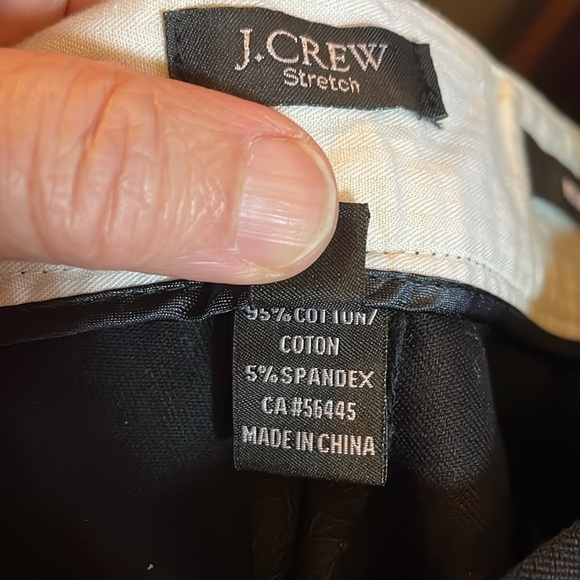 J.CREW
Stretch
95% COTTON/
COTON
5% SPANDEX
CA #56445
MADE IN CHINA